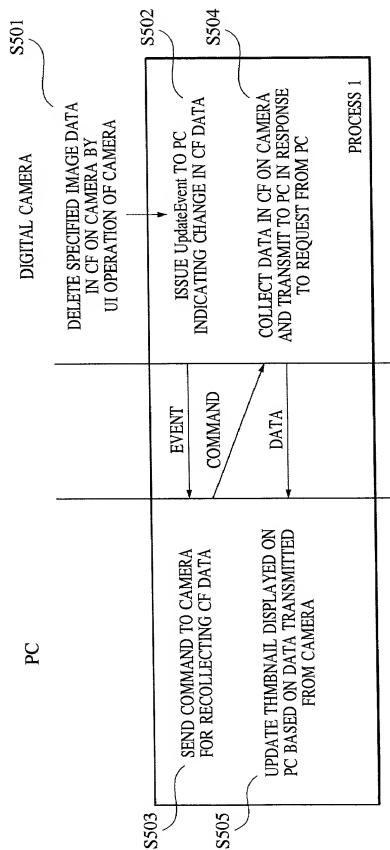 PC
DIGITAL CAMERA
S501
DELETE SPECIFIED IMAGE DATA
IN CF ON CAMERA BY
UI OPERATION OF CAMERA
S502
ISSUE UpdateEvent TO PC
INDICATING CHANGE IN CF DATA
EVENT
S503
SEND COMMAND TO CAMERA
FOR RECOLLECTING CF DATA
COMMAND
S504
COLLECT DATA IN CF ON CAMERA
AND TRANSMIT TO PC IN RESPONSE
TO REQUEST FROM PC
DATA
S505
UPDATE THMBNAIL DISPLAYED ON
PC BASED ON DATA TRANSMITTED
FROM CAMERA
PROCESS 1